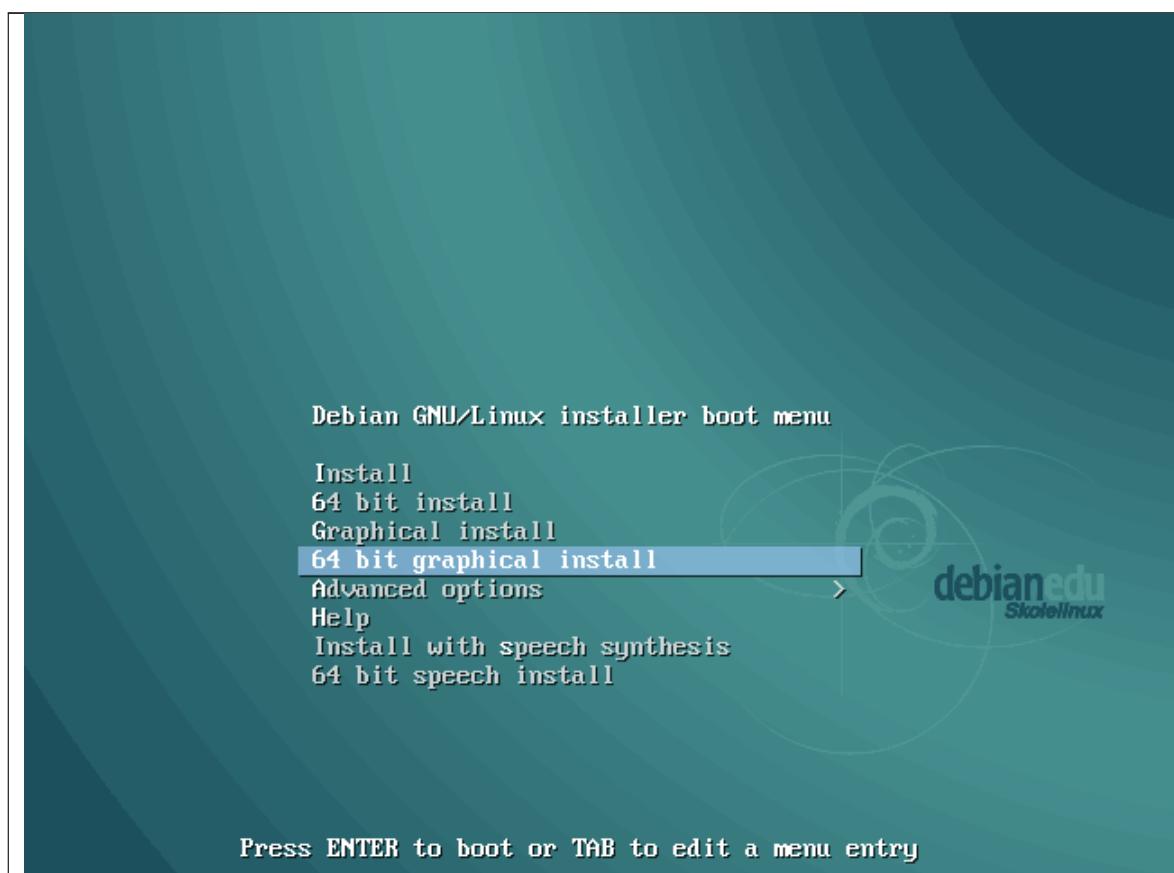 Debian GNU/Linux installer boot menu
Install
64 bit install
Graphical install
64 bit graphical install
Advanced options >
Help
Install with speech synthesis
64 bit speech install
debianedu
Skolelinux
Press ENTER to boot or TAB to edit a menu entry